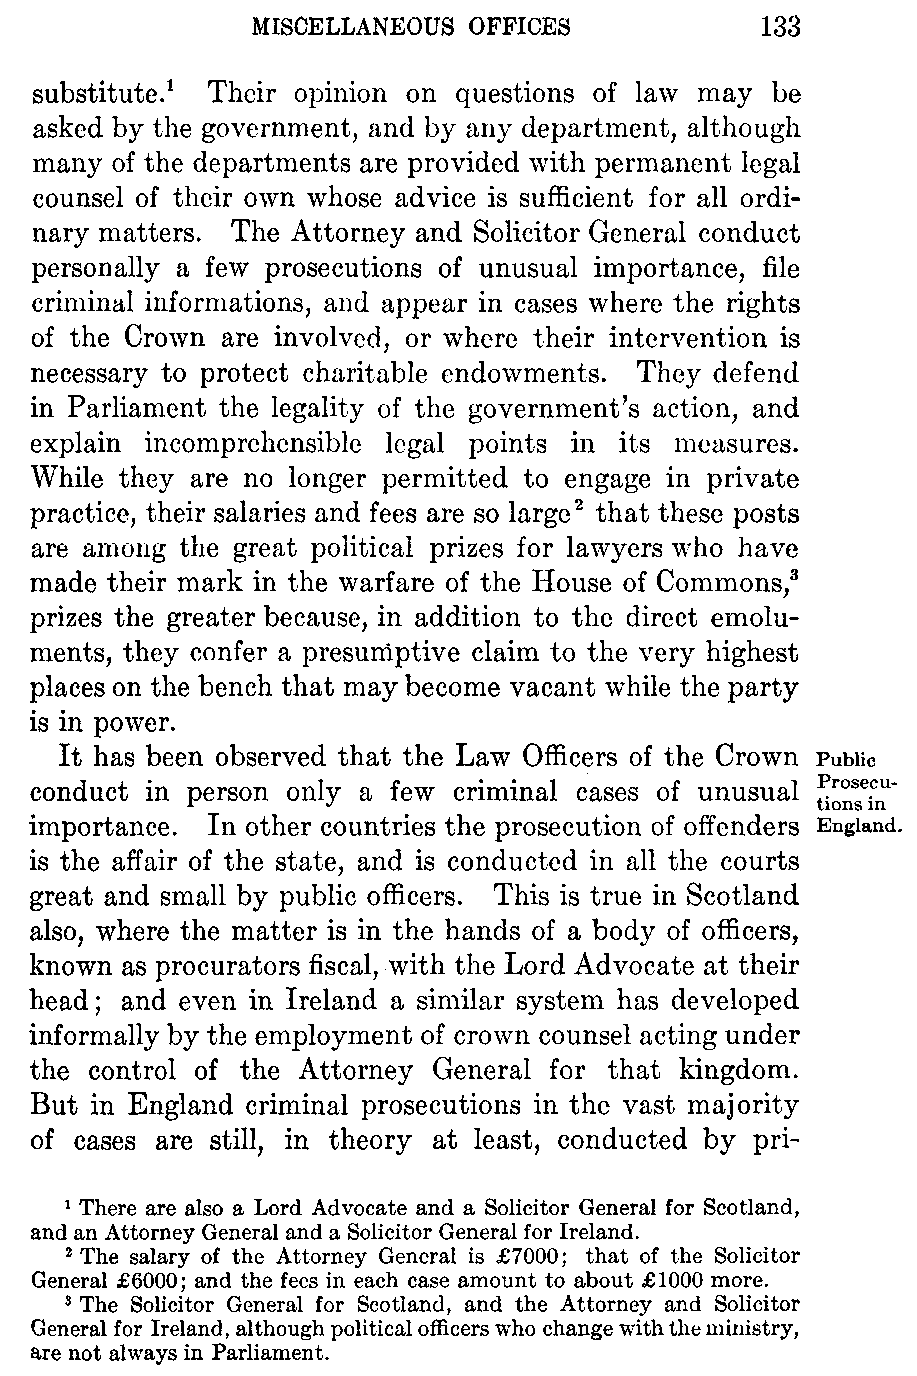 MISCELLANEOUS OFFICES 133
substitute.¹ Their opinion on questions of law may be
asked by the government, and by any department, although
many of the departments are provided with permanent legal
counsel of their own whose advice is sufficient for all ordi-
nary matters. The Attorney and Solicitor General conduct
personally a few prosecutions of unusual importance, file
criminal informations, and appear in cases where the rights
of the Crown are involved, or where their intervention is
necessary to protect charitable endowments. They defend
in Parliament the legality of the government's action, and
explain incomprehensible legal points in its measures.
While they are no longer permitted to engage in private
practice, their salaries and fees are so large² that these posts
are among the great political prizes for lawyers who have
made their mark in the warfare of the House of Commons,³
prizes the greater because, in addition to the direct emolu-
ments, they confer a presumptive claim to the very highest
places on the bench that may become vacant while the party
is in power.
It has been observed that the Law Officers of the Crown
conduct in person only a few criminal cases of unusual
importance. In other countries the prosecution of offenders
is the affair of the state, and is conducted in all the courts
great and small by public officers. This is true in Scotland
also, where the matter is in the hands of a body of officers,
known as procurators fiscal, with the Lord Advocate at their
head; and even in Ireland a similar system has developed
informally by the employment of crown counsel acting under
the control of the Attorney General for that kingdom.
But in England criminal prosecutions in the vast majority
of cases are still, in theory at least, conducted by pri-
Public
Prosecu-
tions in
England.
¹ There are also a Lord Advocate and a Solicitor General for Scotland,
and an Attorney General and a Solicitor General for Ireland.
² The salary of the Attorney General is £7000; that of the Solicitor
General £6000; and the fees in each case amount to about £1000 more.
³ The Solicitor General for Scotland, and the Attorney and Solicitor
General for Ireland, although political officers who change with the ministry,
are not always in Parliament.